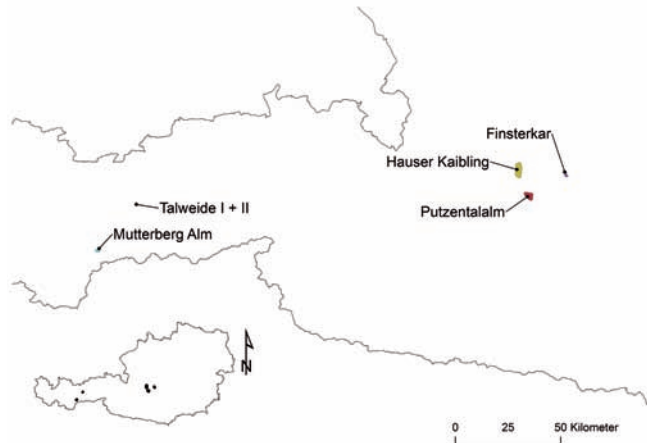 Finsterkar
Hauser Kaibling
Talweide I + II
Putzentalalm
Mutterberg Alm
N
0 25 50 Kilometer